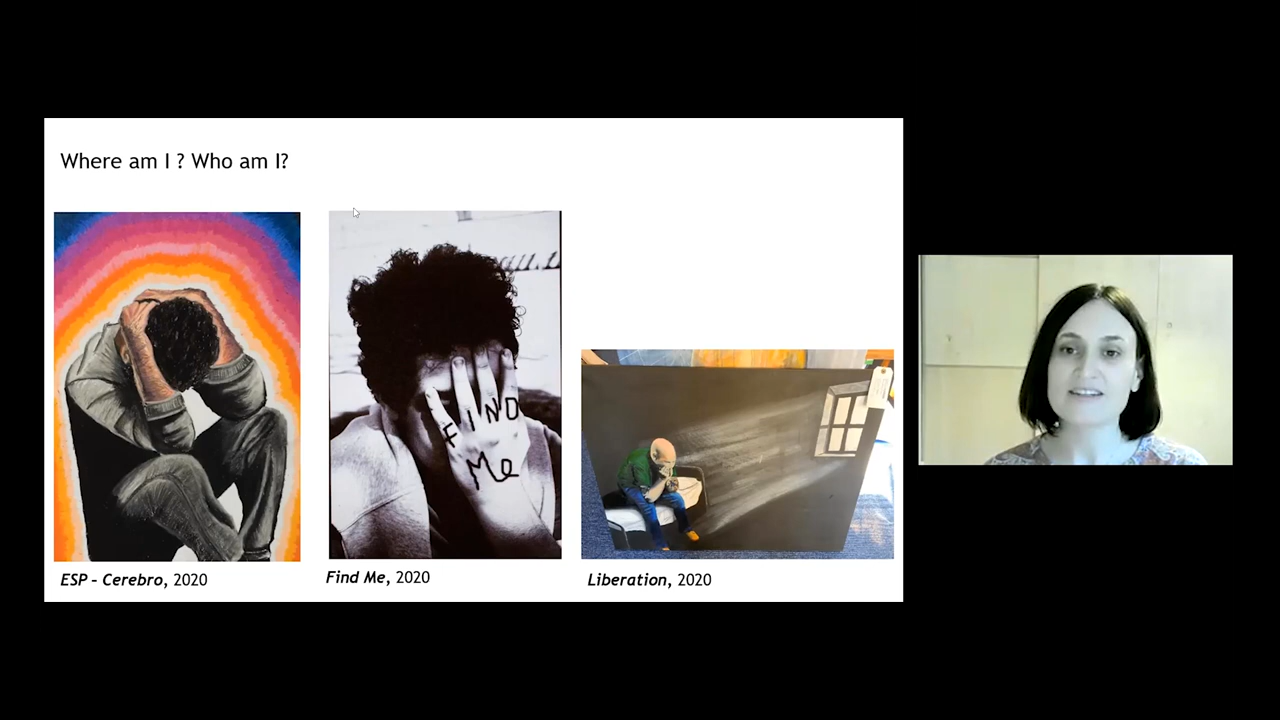 Where am I ? Who am I?
FIND
Me
ESP – Cerebro, 2020
Find Me, 2020
Liberation, 2020